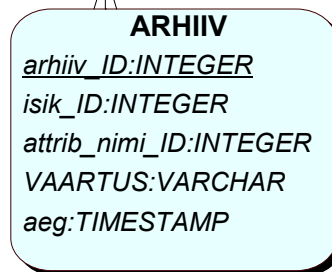 ARHIIV
arhiiv_ID:INTEGER
isik_ID:INTEGER
attrib_nimi_ID:INTEGER
VAARTUS:VARCHAR
aeg:TIMESTAMP